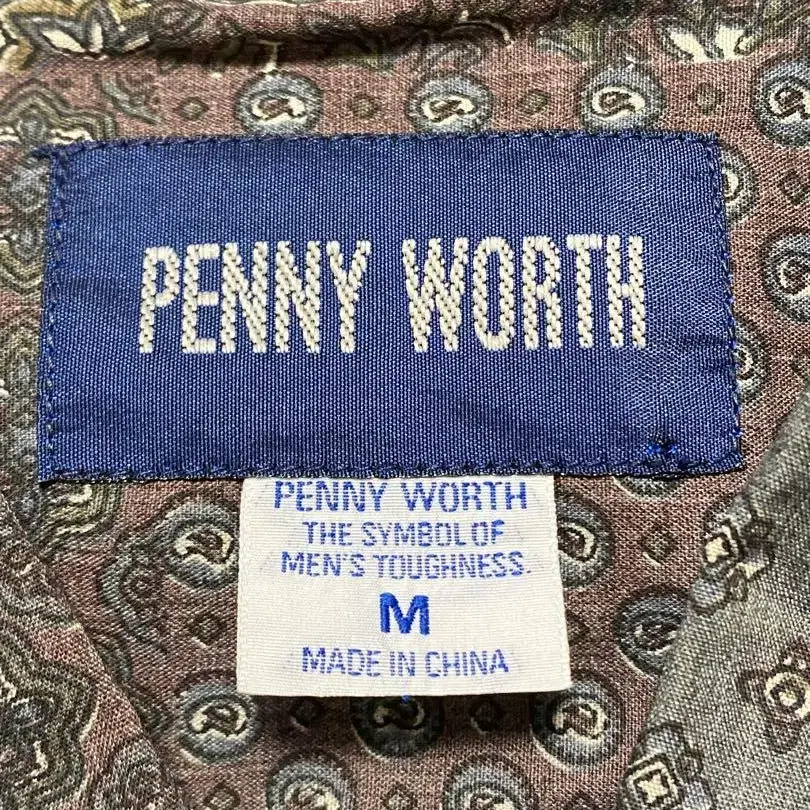 PENNY WORTH
PENNY WORTH
THE SYMBOL OF
MEN'S TOUGHNESS.
M
MADE IN CHINA